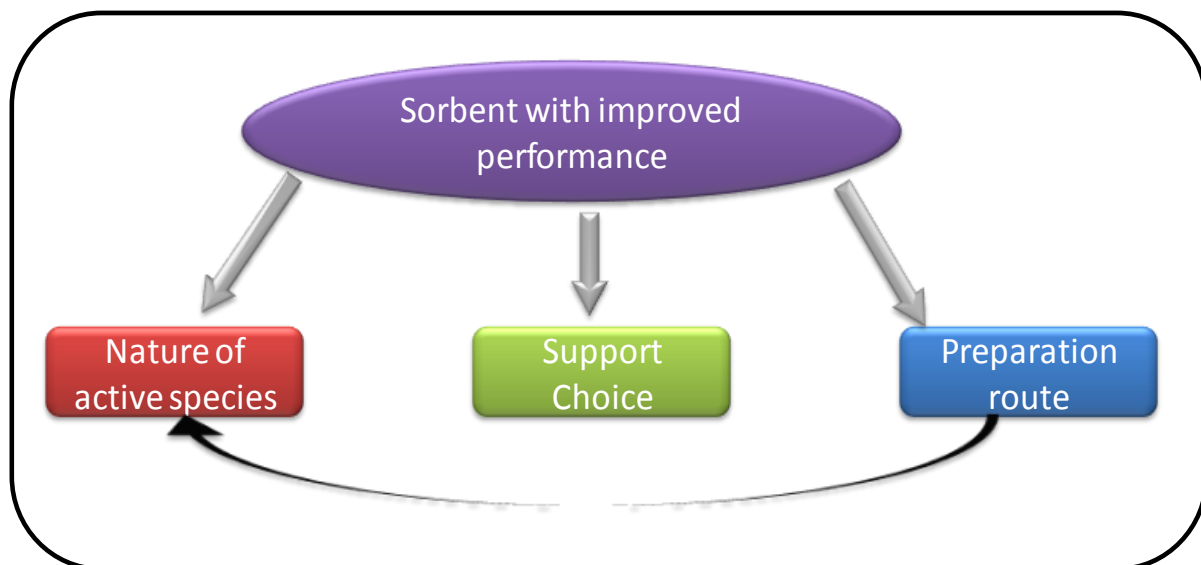 Sorbent with improved
performance
Nature of
active species
Support
Choice
Preparation
route